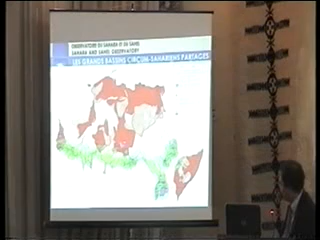 OBSERVATOIRE DU SAHARA ET DU SAHEL
SAHARA AND SAHEL OBSERVATORY
LES GRANDS BASSINS CIRCUM-SAHARIENS PARTAGES